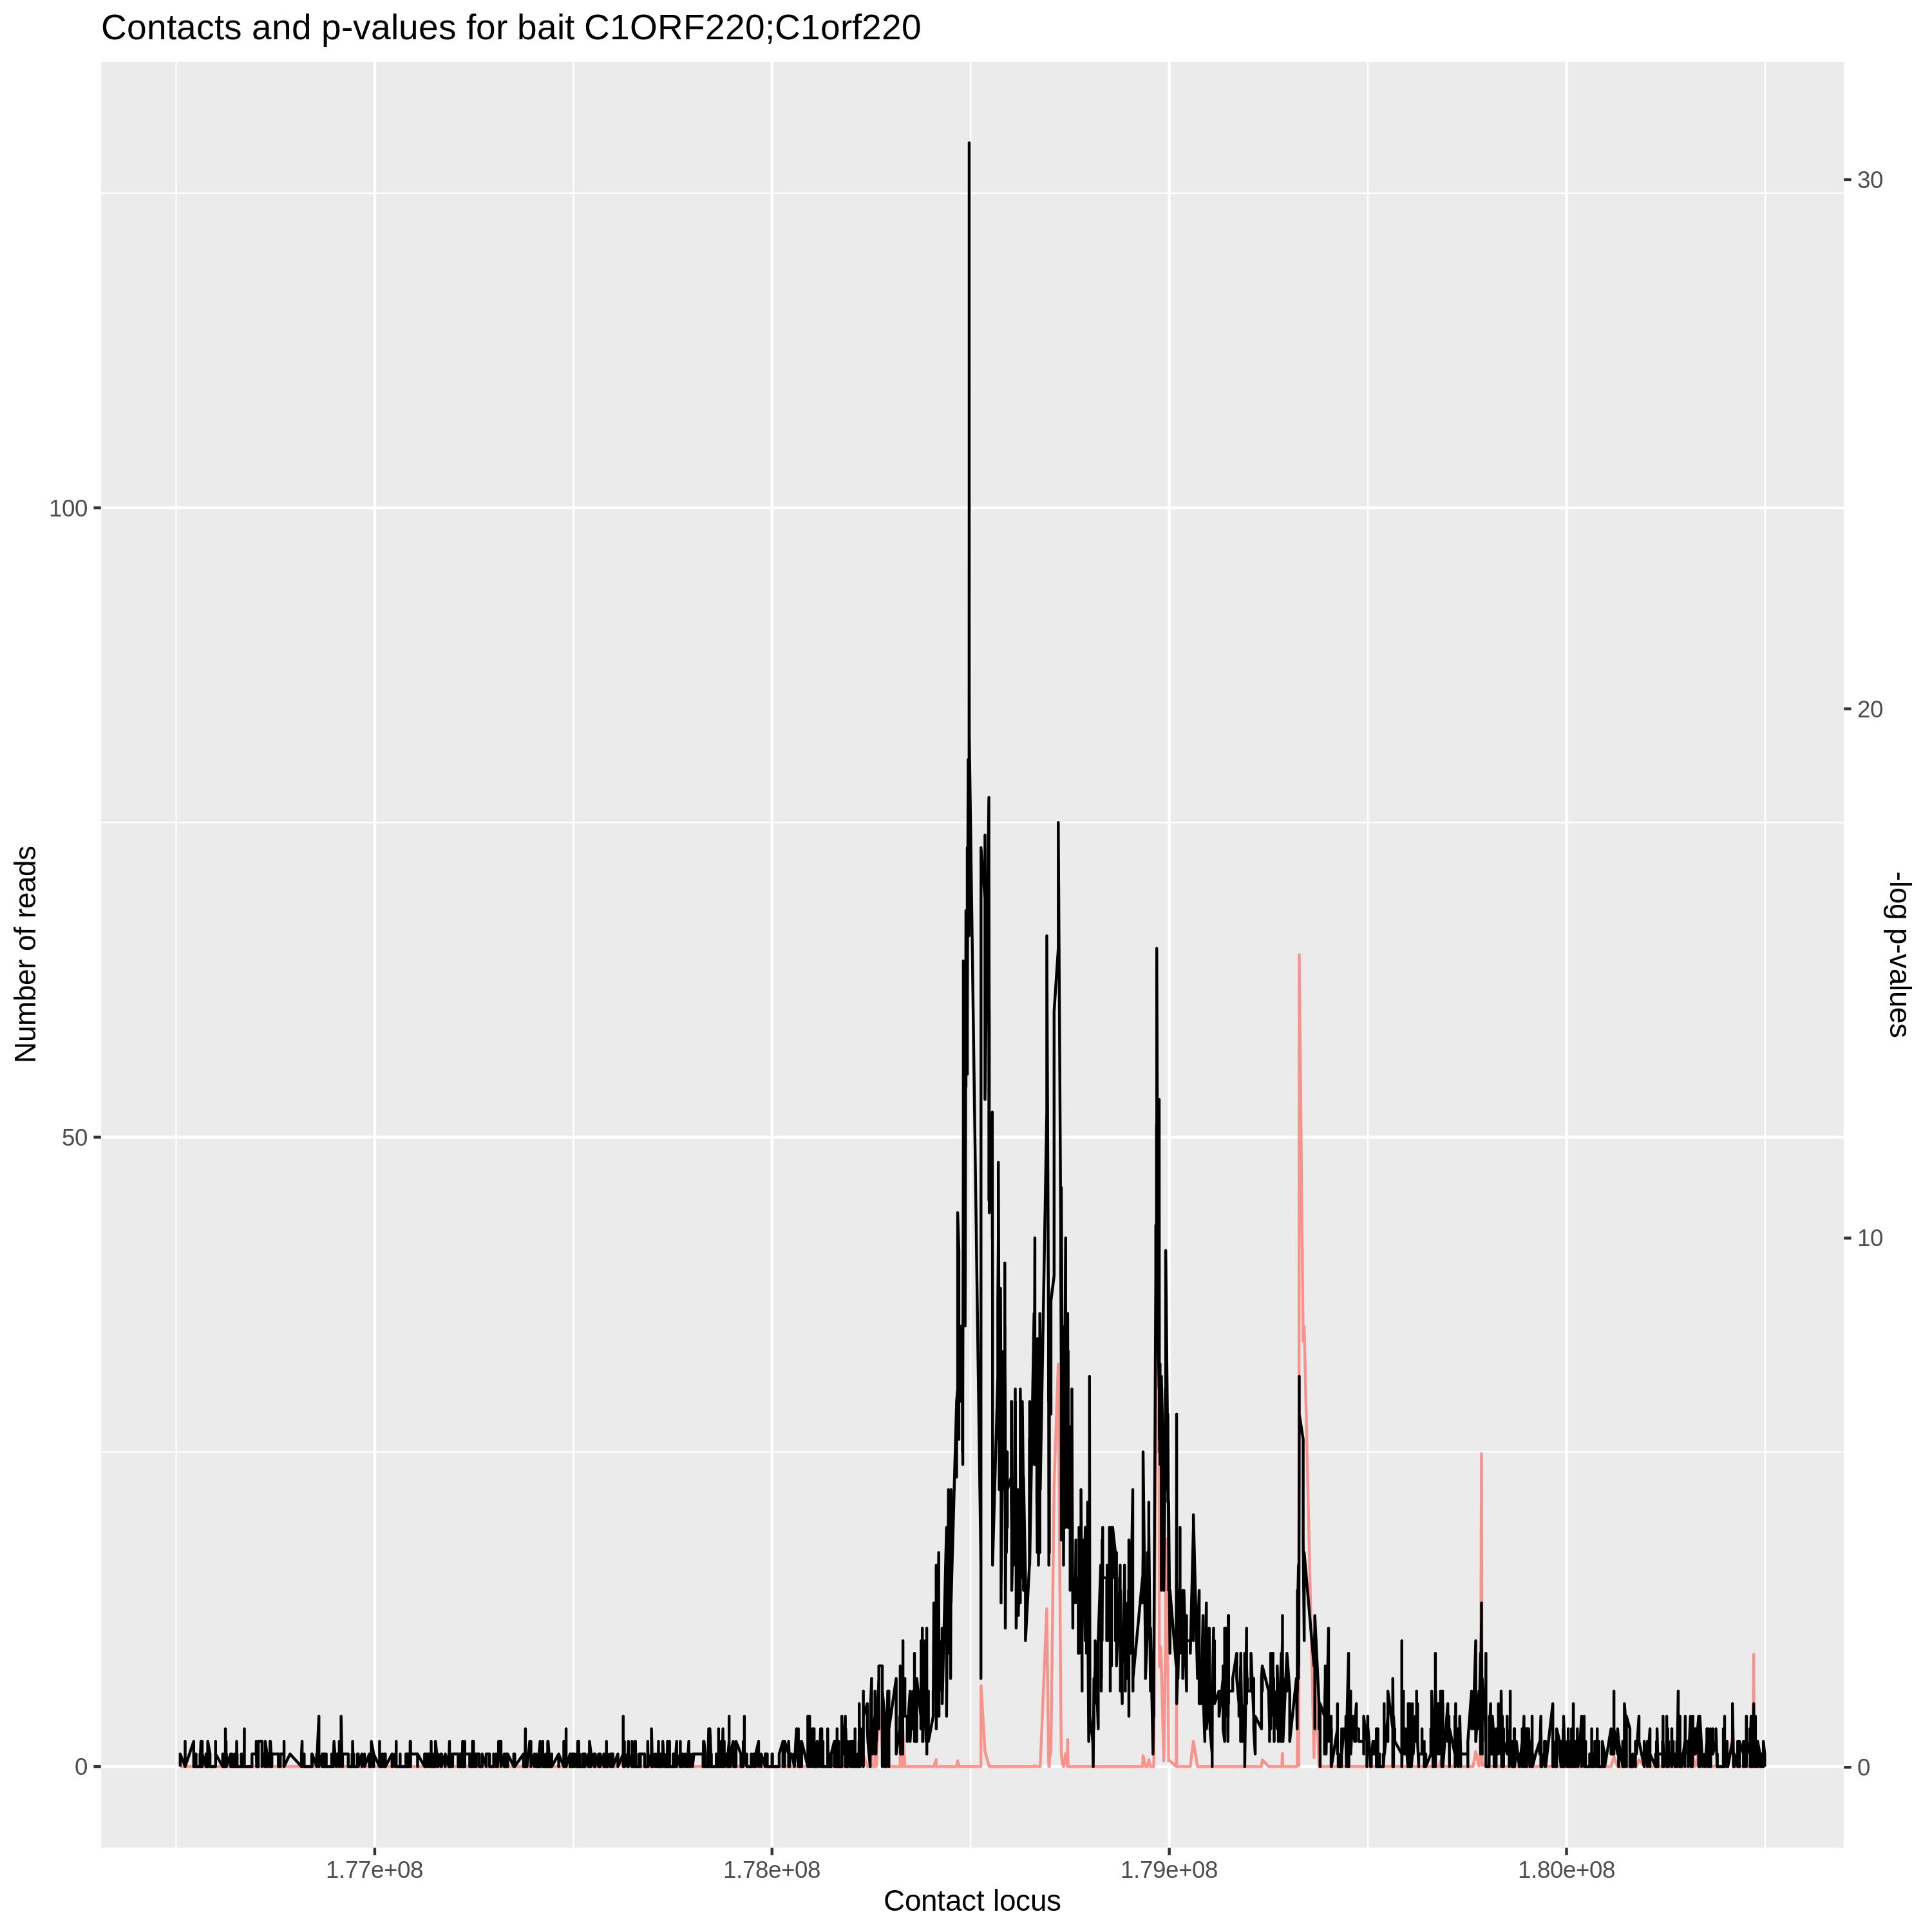 Contacts and p-values for bait C1ORF220;C1orf220
Number of reads
100
50
0
30
20
10
0
-log p-values
1.77e+08
1.78e+08
1.79e+08
1.80e+08
Contact locus